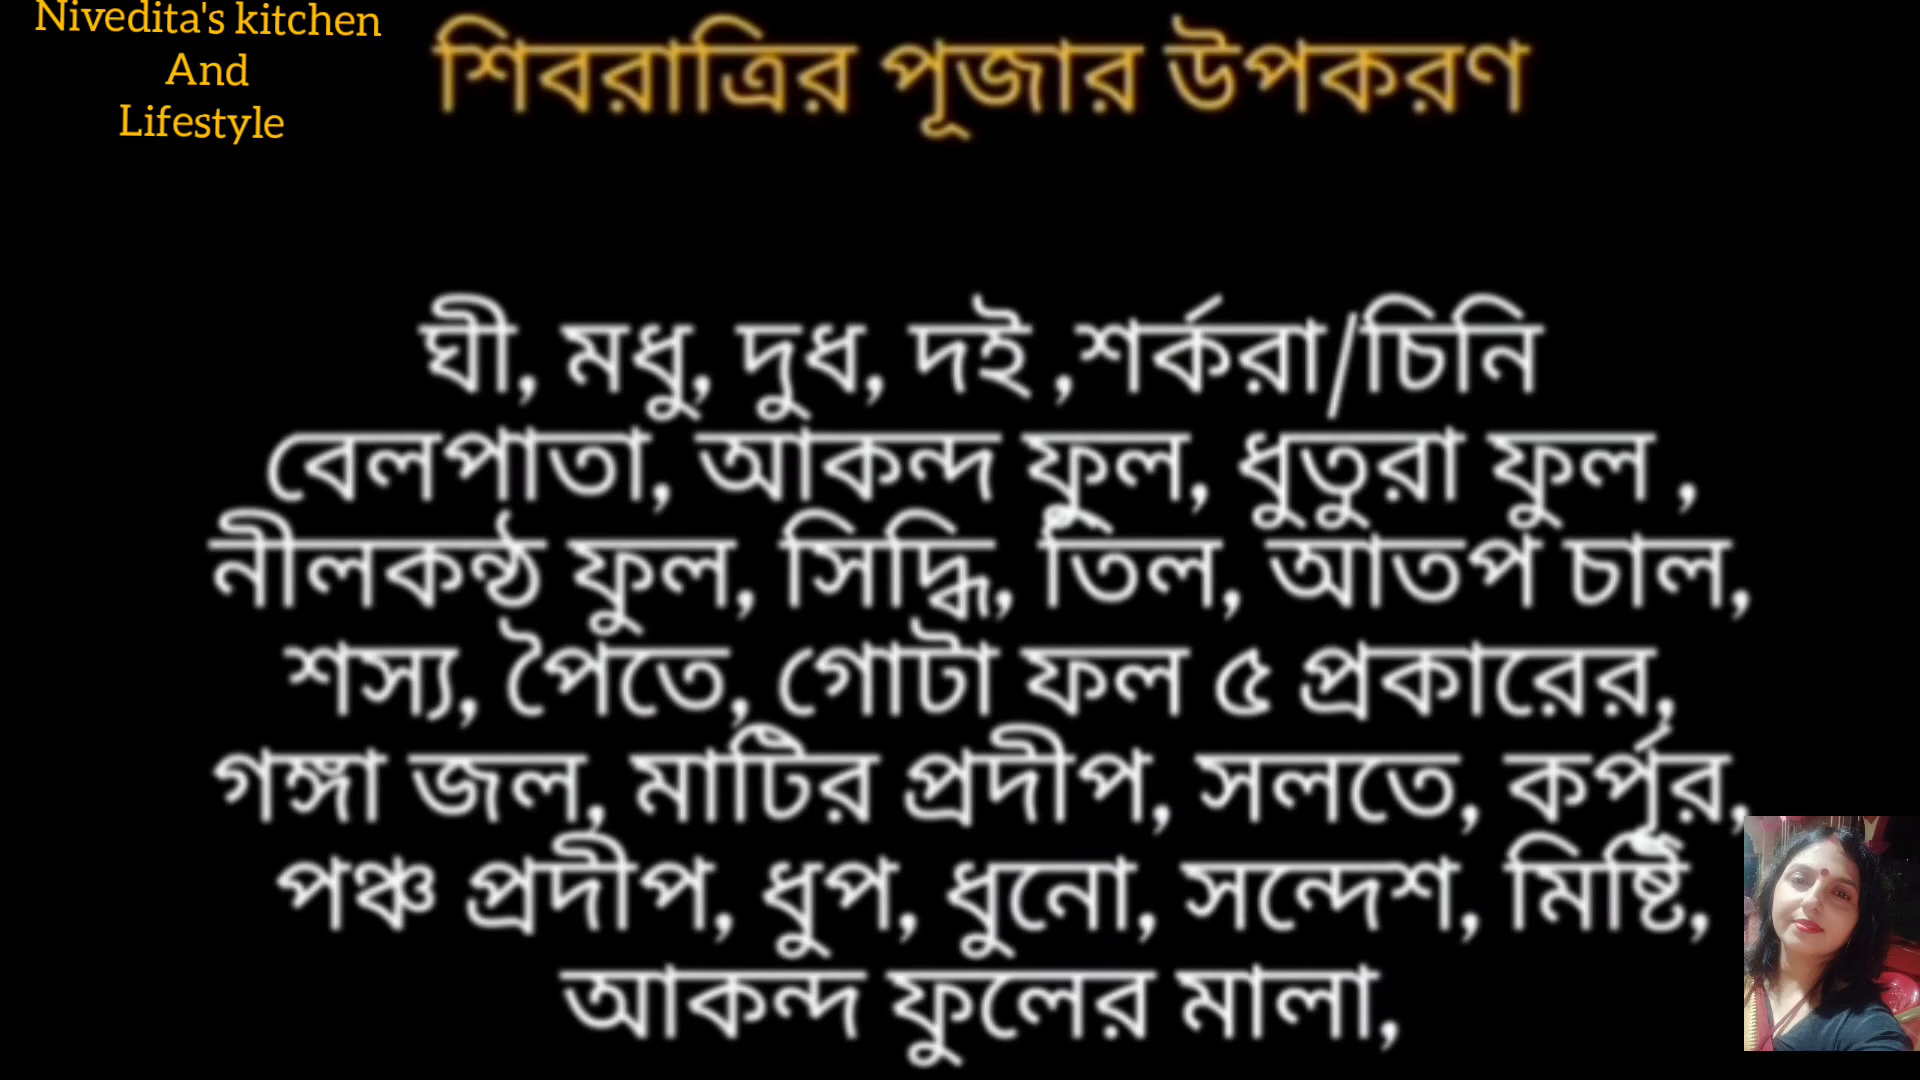 Nivedita's kitchen
And
Lifestyle
শিবরাত্রির পূজার উপকরণ
ঘী, মধু, দুধ, দই ,শর্করা/চিনি
বেলপাতা, আকন্দ ফুল, ধুতুরা ফুল ,
নীলকন্ঠ ফুল, সিদ্ধি, তিল, আতপ চাল,
শস্য, পৈতে, গোটা ফল ৫ প্রকারের,
গঙ্গা জল, মাটির প্রদীপ, সলতে, কর্পূর,
পঞ্চ প্রদীপ, ধুপ, ধুনো, সন্দেশ, মিষ্টি,
আকন্দ ফুলের মালা,